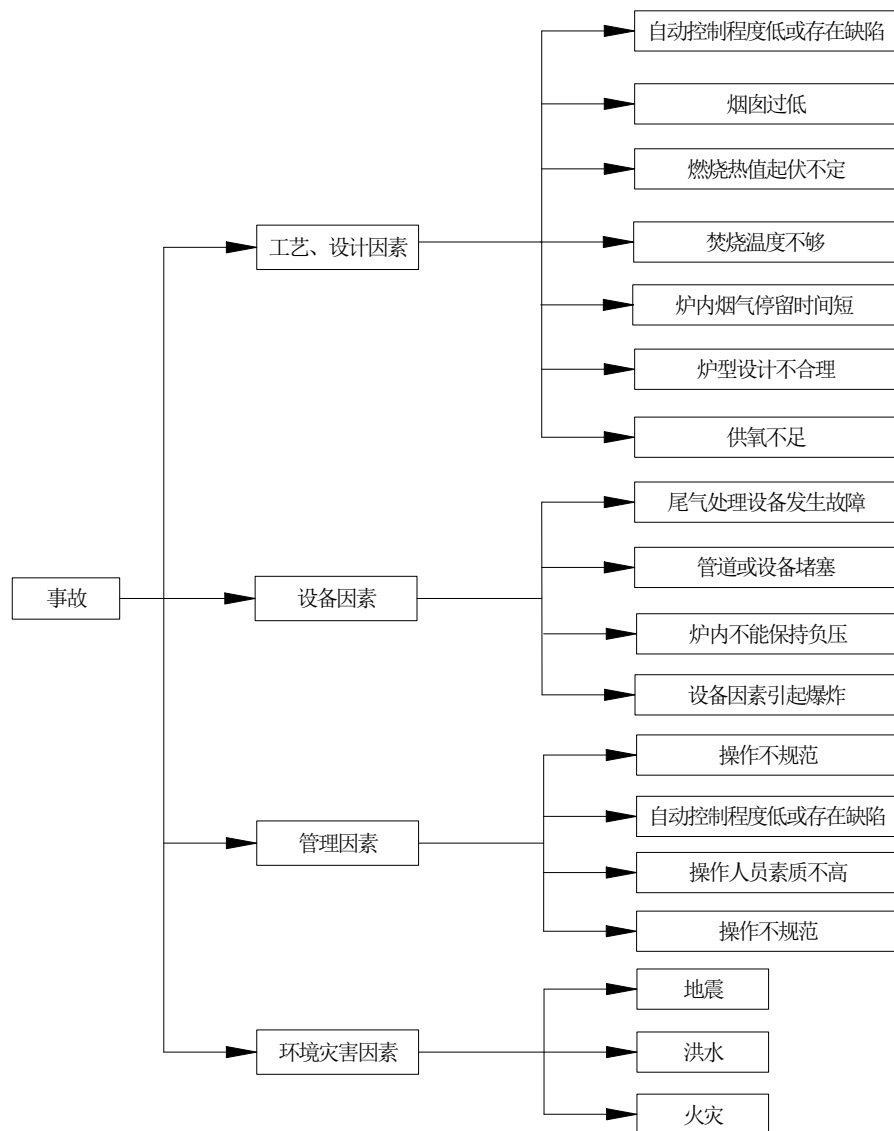 自动控制程度低或存在缺陷
烟囱过低
燃烧热值起伏不定
工艺、设计因素
焚烧温度不够
炉内烟气停留时间短
炉型设计不合理
供氧不足
尾气处理设备发生故障
管道或设备堵塞
事故
设备因素
炉内不能保持负压
设备因素引起爆炸
操作不规范
自动控制程度低或存在缺陷
管理因素
操作人员素质不高
操作不规范
地震
环境灾害因素
洪水
火灾